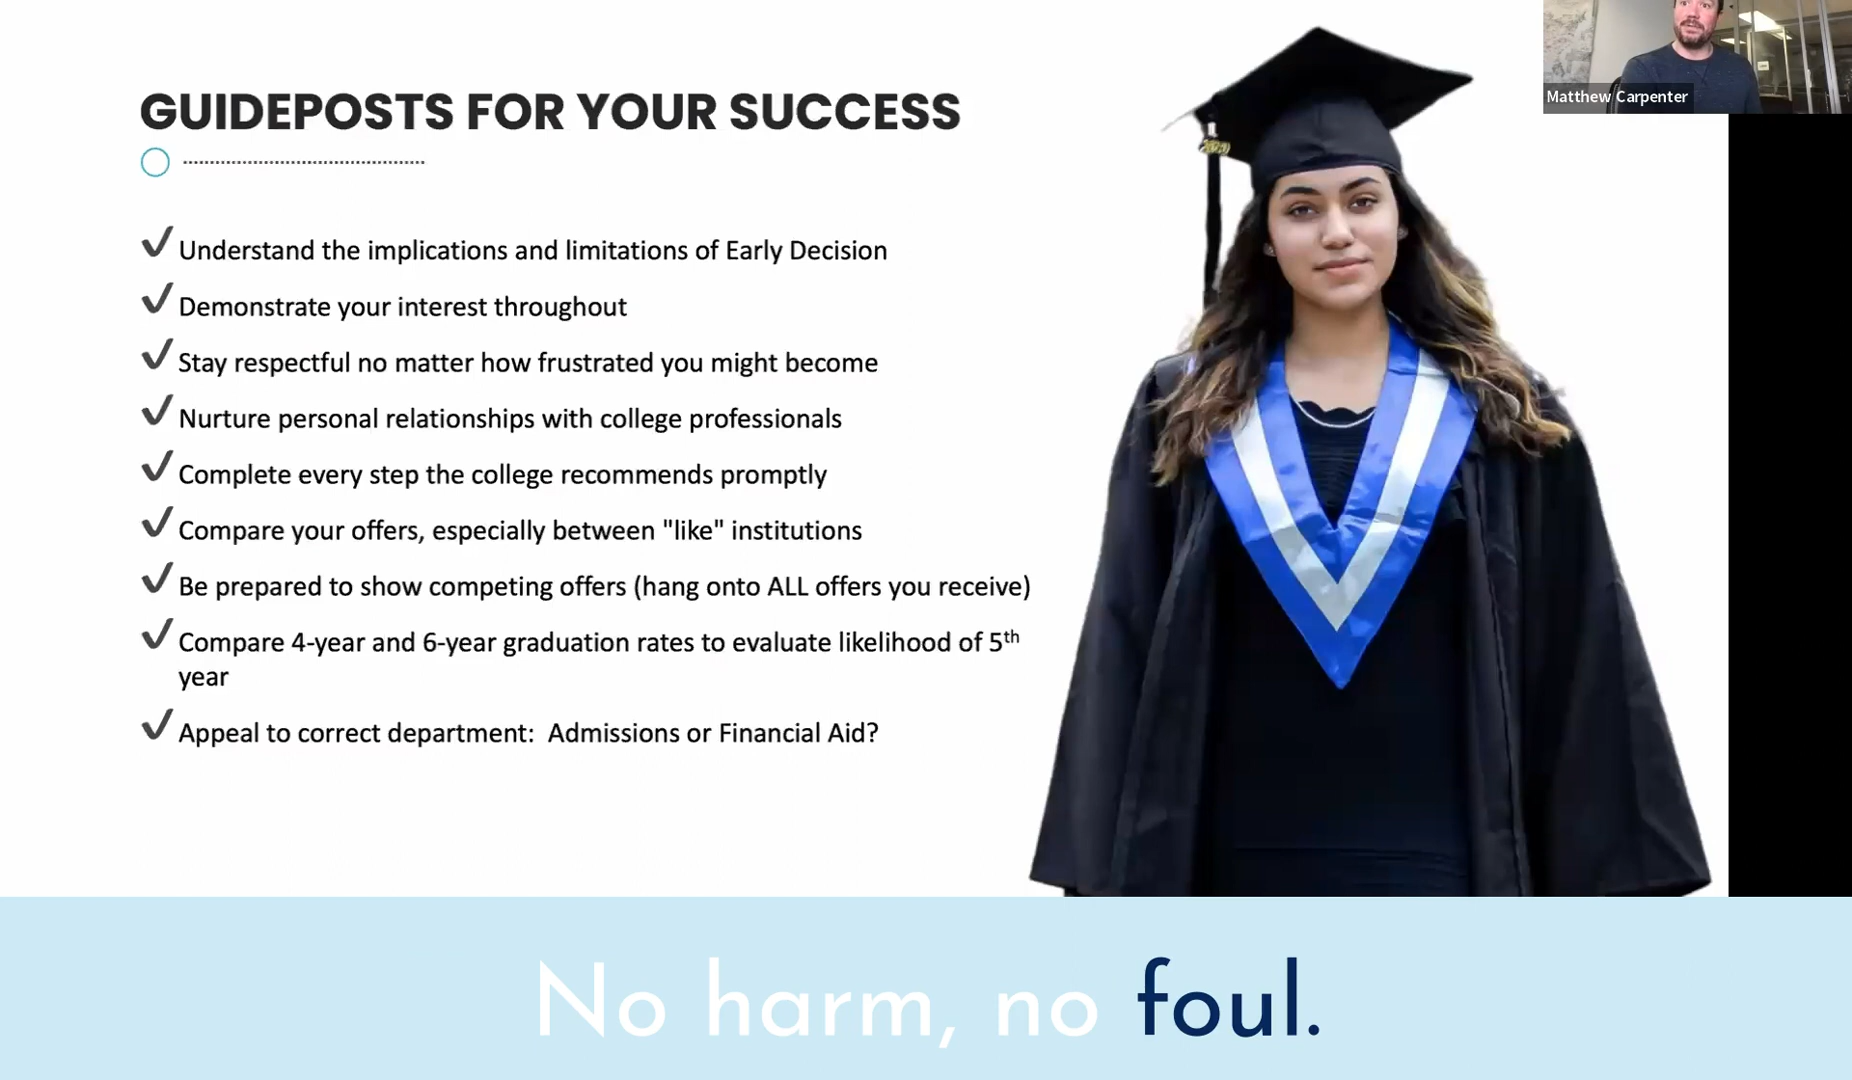 Matthew Carpenter
GUIDEPOSTS FOR YOUR SUCCESS
✔ Understand the implications and limitations of Early Decision
✔ Demonstrate your interest throughout
✔ Stay respectful no matter how frustrated you might become
✔ Nurture personal relationships with college professionals
✔ Complete every step the college recommends promptly
✔ Compare your offers, especially between "like" institutions
✔ Be prepared to show competing offers (hang onto ALL offers you receive)
✔ Compare 4-year and 6-year graduation rates to evaluate likelihood of 5th
year
✔ Appeal to correct department:  Admissions or Financial Aid?
No harm, no foul.